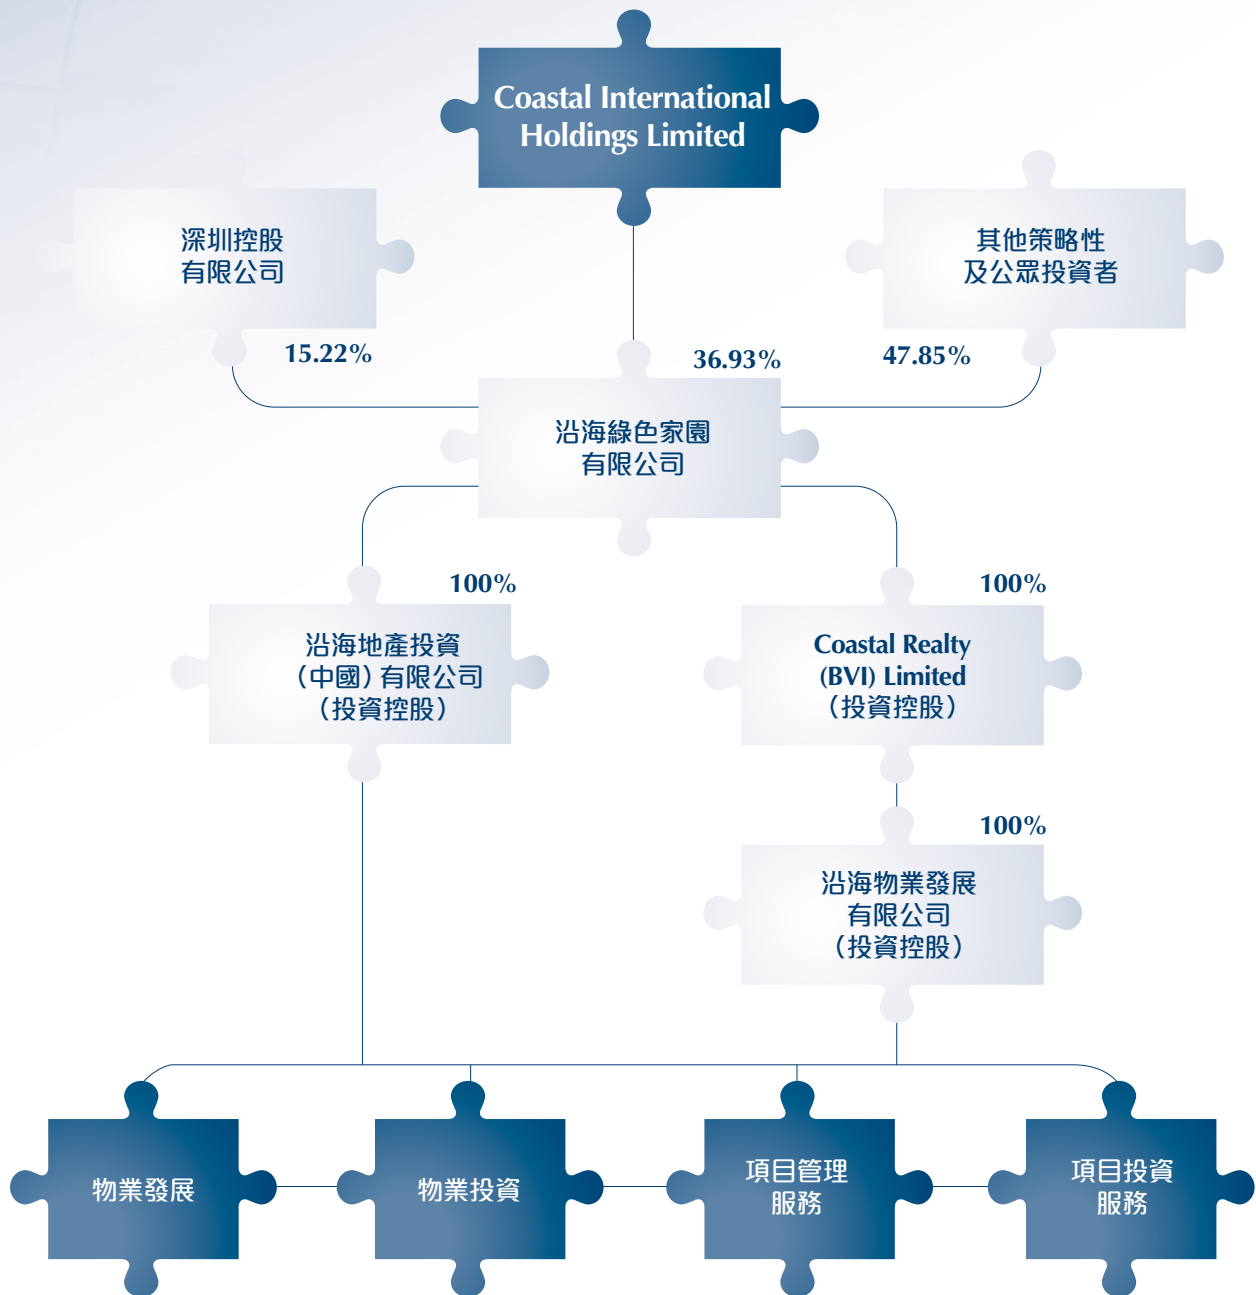 Coastal International
Holdings Limited
深圳控股
有限公司
其他策略性
及公眾投資者
15.22%
36.93%
47.85%
沿海綠色家園
有限公司
100%
100%
沿海地產投資
（中國）有限公司
（投資控股）
Coastal Realty
(BVI) Limited
（投資控股）
100%
沿海物業發展
有限公司
（投資控股）
物業發展
物業投資
項目管理
服務
項目投資
服務